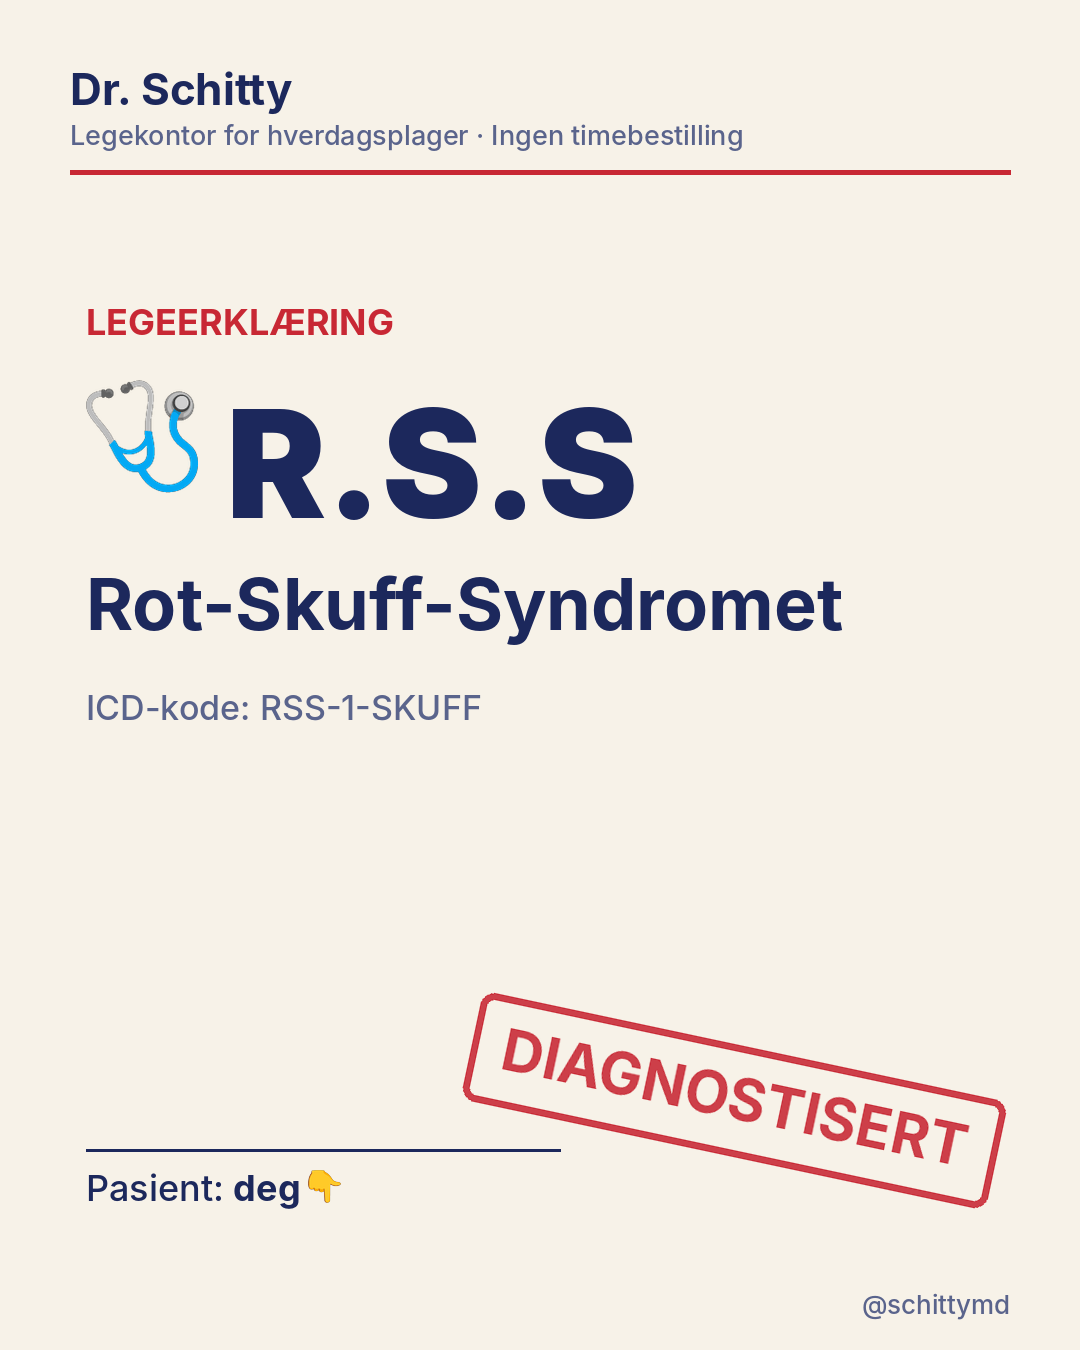 Dr. Schitty
Legekontor for hverdagsplager · Ingen timebestilling
LEGEERKLÆRING
R.S.S
Rot-Skuff-Syndromet
ICD-kode: RSS-1-SKUFF
DIAGNOSTISERT
Pasient: deg👇
@schittymd